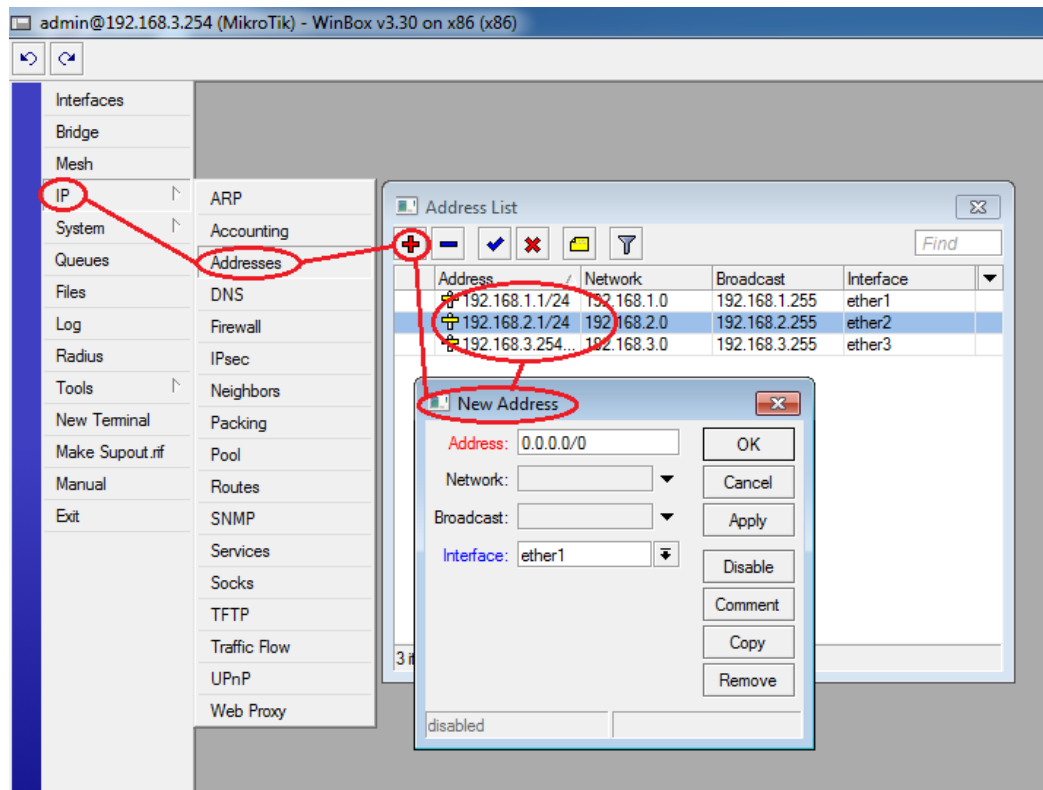 admin@192.168.3.254 (MikroTik) - WinBox v3.30 on x86 (x86)
Interfaces
Bridge
Mesh
IP
System
Queues
Files
Log
Radius
Tools
New Terminal
Make Supout.rif
Manual
Exit
ARP
Accounting
Addresses
DNS
Firewall
IPsec
Neighbors
Packing
Pool
Routes
SNMP
Services
Socks
TFTP
Traffic Flow
UPnP
Web Proxy
Address List
Find
Address Network Broadcast Interface
192.168.1.1/24 192.168.1.0 192.168.1.255 ether1
192.168.2.1/24 192.168.2.0 192.168.2.255 ether2
192.168.3.254... 192.168.3.0 192.168.3.255 ether3
3
New Address
Address: 0.0.0.0/0
Network:
Broadcast:
Interface: ether1
OK
Cancel
Apply
Disable
Comment
Copy
Remove
disabled